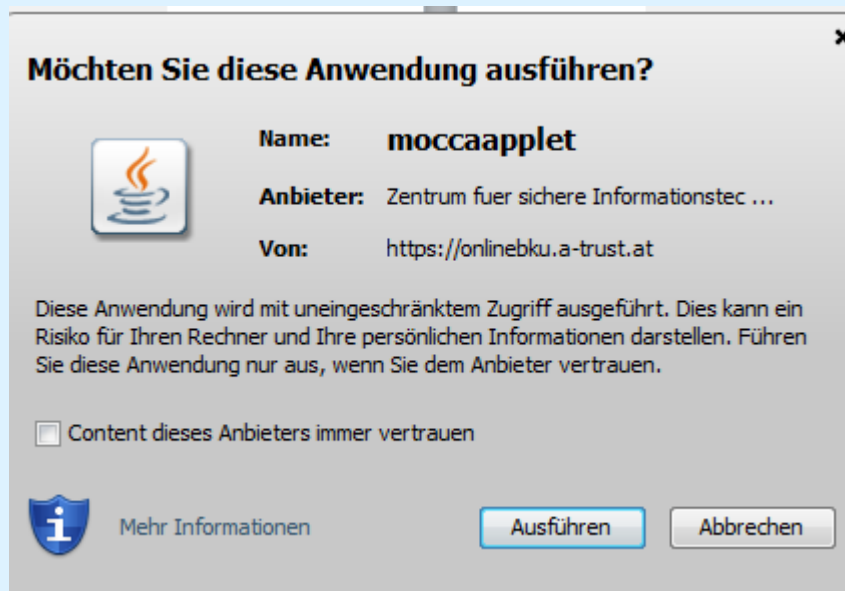 Möchten Sie diese Anwendung ausführen?
Name: moccaapplet
Anbieter: Zentrum fuer sichere Informationstec ...
Von: https://onlinebku.a-trust.at
Diese Anwendung wird mit uneingeschränktem Zugriff ausgeführt. Dies kann ein
Risiko für Ihren Rechner und Ihre persönlichen Informationen darstellen. Führen
Sie diese Anwendung nur aus, wenn Sie dem Anbieter vertrauen.
Content dieses Anbieters immer vertrauen
Mehr Informationen Ausführen Abbrechen